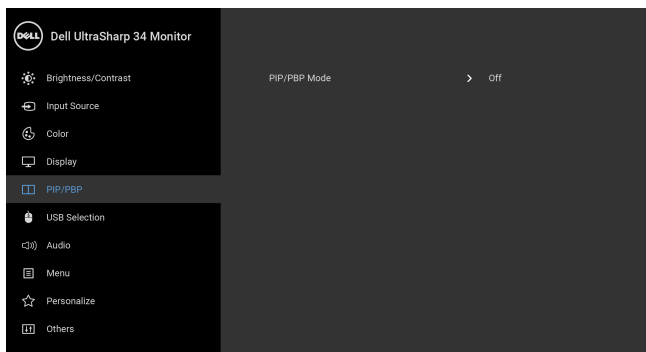 DELL
Dell UltraSharp 34 Monitor
Brightness/Contrast
PIP/PBP Mode
Off
Input Source
Color
Display
PIP/PBP
USB Selection
Audio
Menu
Personalize
Others